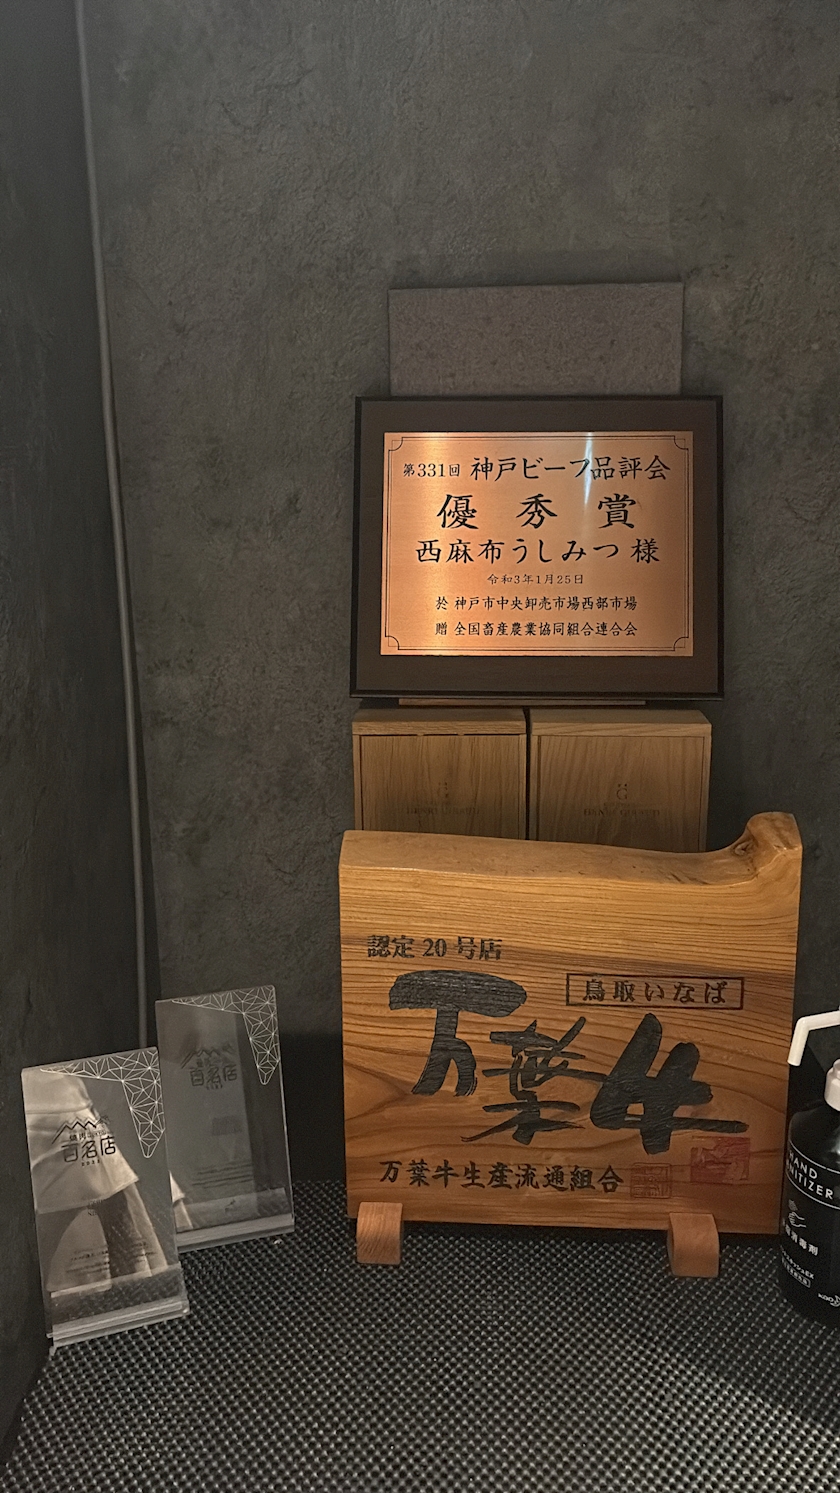 第331回 神戸ビーフ品評会
優秀賞
西麻布うしみつ 様
令和3年1月25日
於 神戸市中央卸売市場西部市場
贈 全国畜産農業協同組合連合会
認定 20 号店
鳥取いなば
万葉牛
万葉牛生産流通組合
百名店
百名店
HAND
SANITIZER